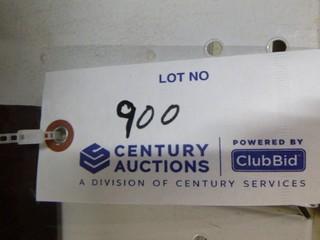 LOT NO
900
CENTURY AUCTIONS
POWERED BY
ClubBid
A DIVISION OF CENTURY SERVICES